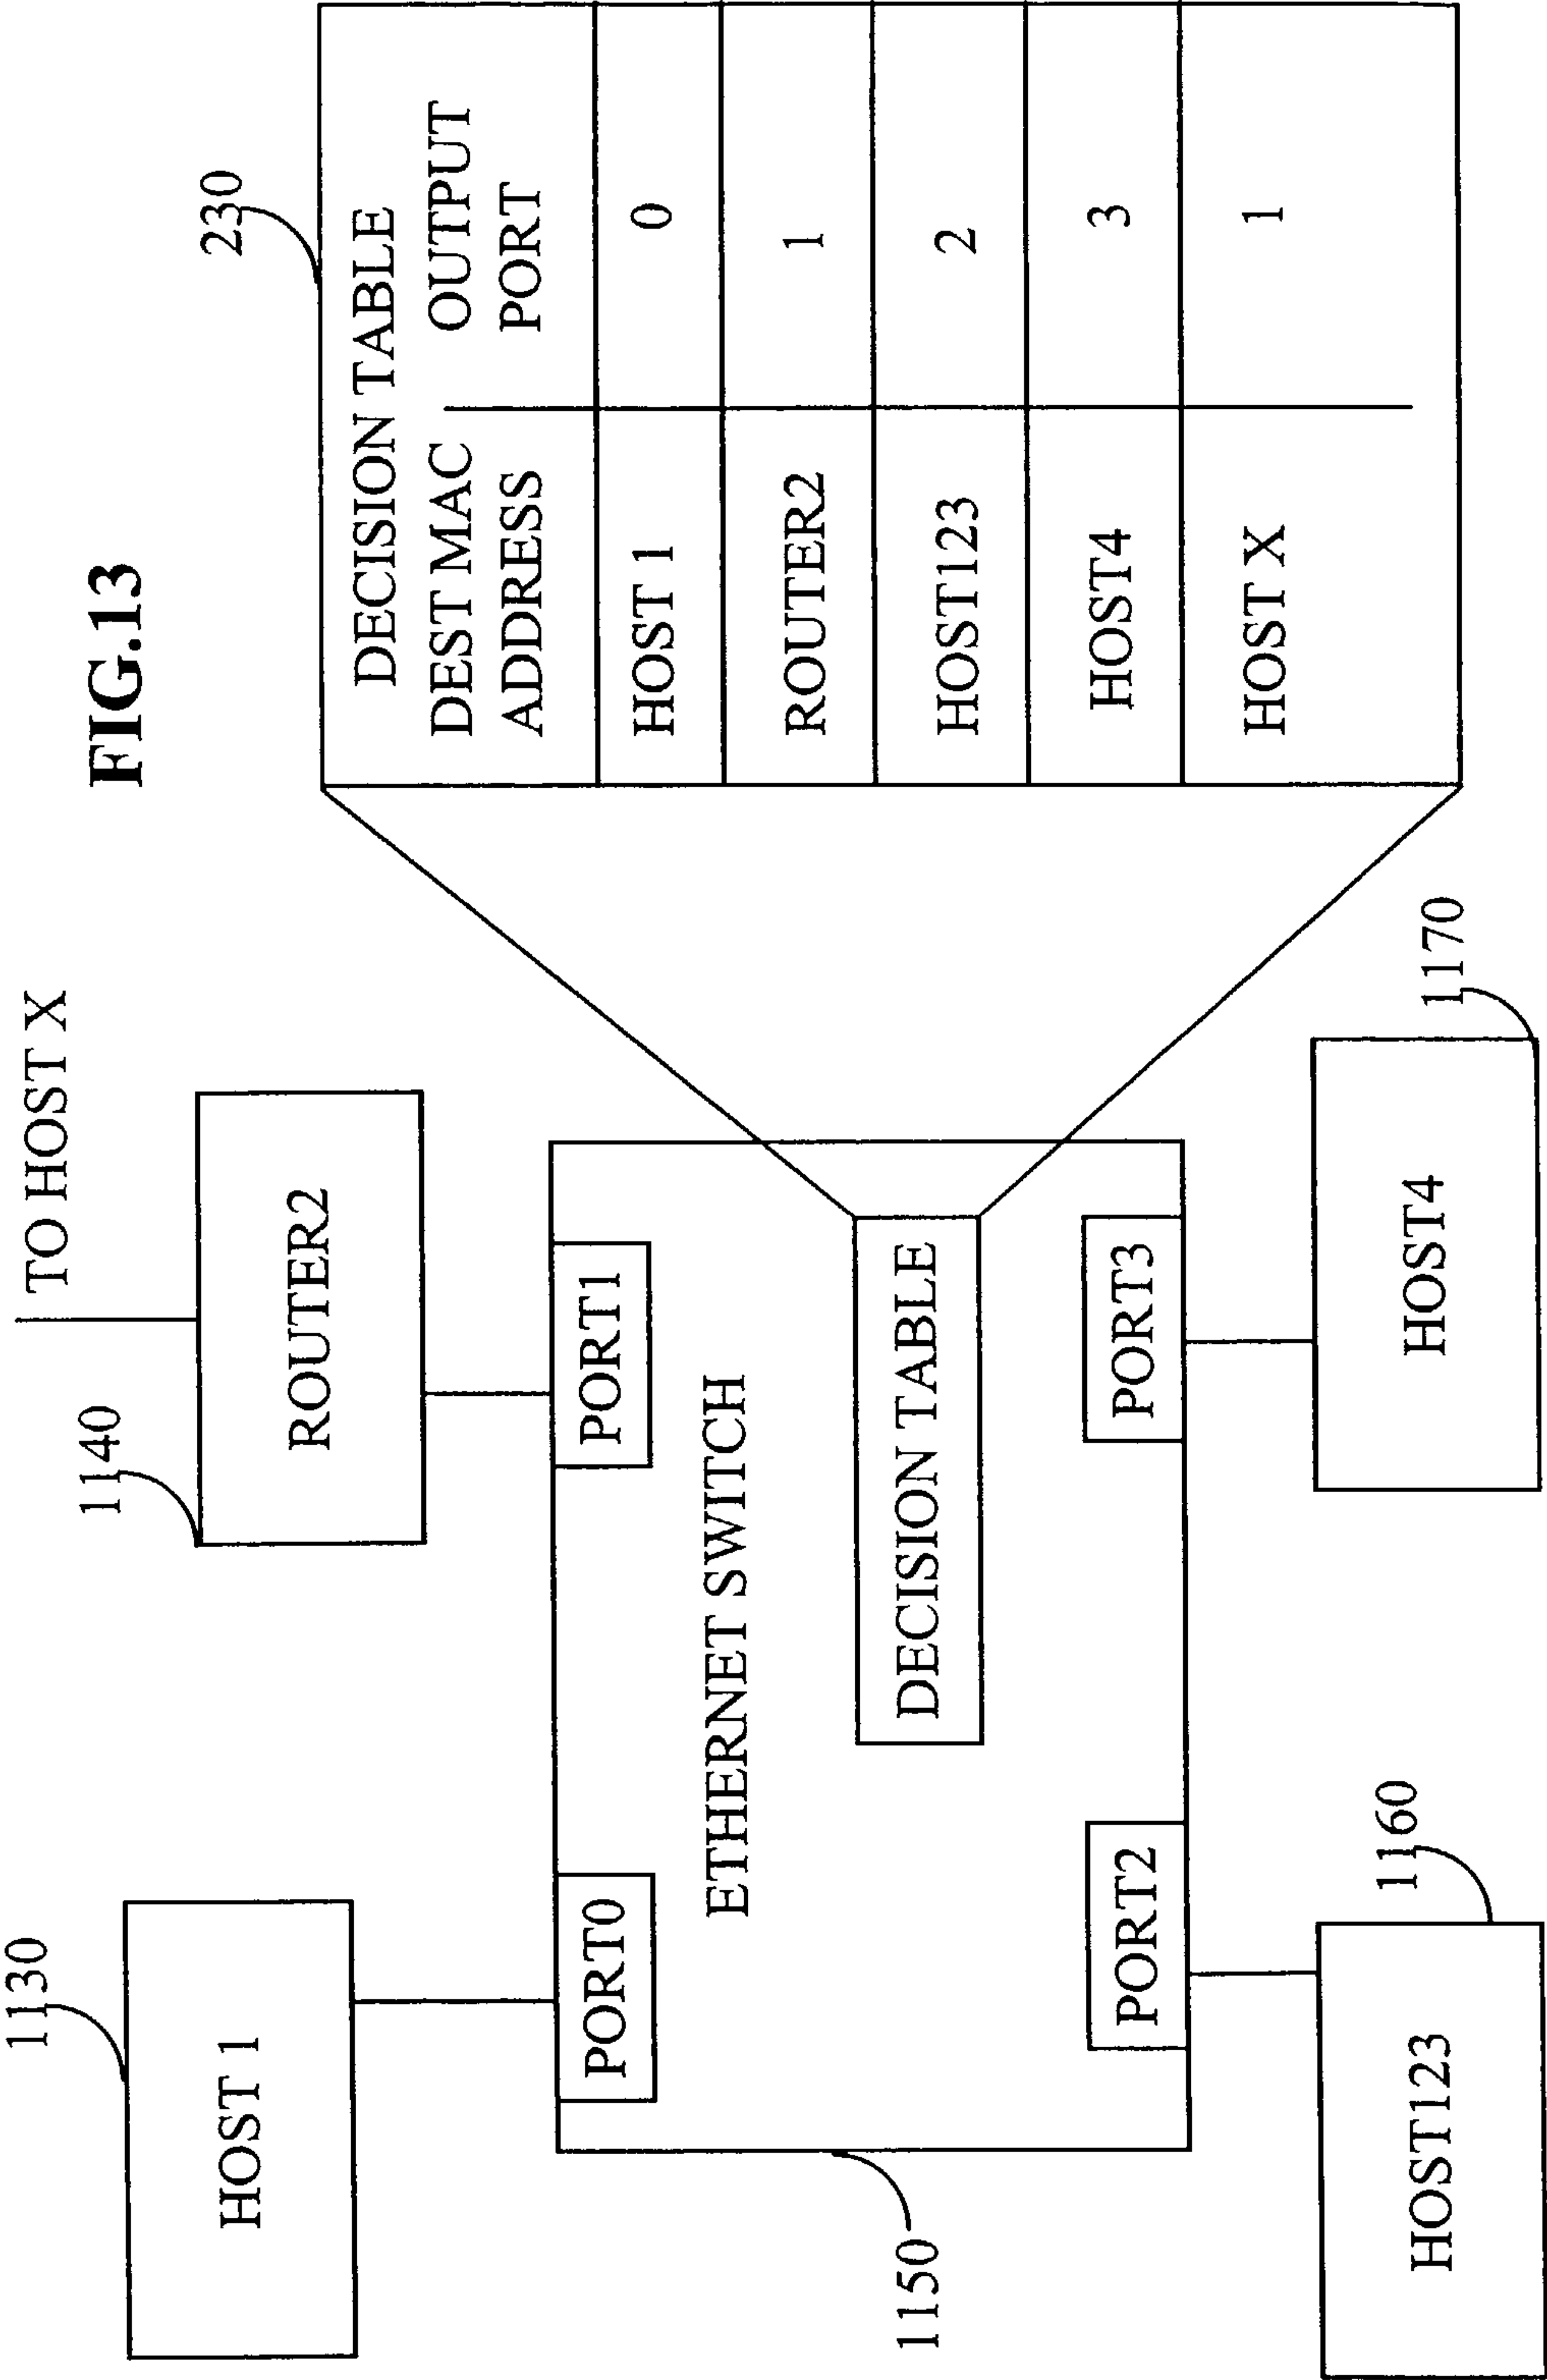 FIG.13
TO HOST X
1130
HOST 1
1140
ROUTER2
PORT0
PORT1
ETHERNET SWITCH
DECISION TABLE
1150
PORT2
PORT3
1160
HOST123
1170
HOST4
230
DECISION TABLE
DEST MAC ADDRESS OUTPUT PORT
HOST 1 0
ROUTER2 1
HOST123 2
HOST4 3
HOST X 1